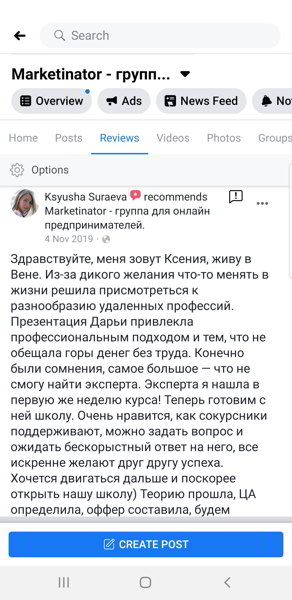 Search
Marketinator - групп...
Overview
Ads
News Feed
No
Home
Posts
Reviews
Videos
Photos
Groups
Options
Ksyusha Suraeva recommends
Marketinator - группа для онлайн
предпринимателей.
4 Nov 2019 ·
Здравствуйте, меня зовут Ксения, живу в
Вене. Из-за дикого желания что-то менять в
жизни решила присмотреться к
разнообразию удаленных профессий.
Презентация Дарьи привлекла
профессиональным подходом и тем, что не
обещала горы денег без труда. Конечно
были сомнения, самое большое — что не
смогу найти эксперта. Эксперта я нашла в
первую же неделю курса! Теперь готовим с
ней школу. Очень нравится, как сокурсники
поддерживают, можно задать вопрос и
ожидать бескорыстный ответ на него, все
искренне желают друг другу успеха.
Хочется двигаться дальше и поскорее
открыть нашу школу) Теорию прошла, ЦА
определила, оффер составила, будем
CREATE POST